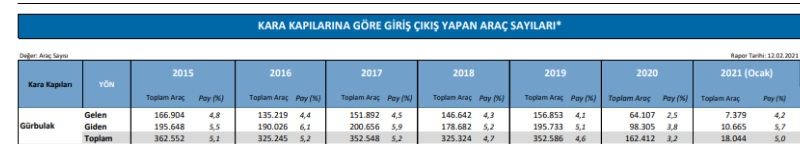 KARA KAPILARINA GÖRE GİRİŞ ÇIKIŞ YAPAN ARAÇ SAYILARI*
Değer: Araç Sayısı Rapor Tarihi: 12.02.2021
Kara Kapıları YÖN 2015 2016 2017 2018 2019 2020 2021 (Ocak)
Toplam Araç Pay (%) Toplam Araç Pay (%) Toplam Araç Pay (%) Toplam Araç Pay (%) Toplam Araç Pay (%) Toplam Araç Pay (%) Toplam Araç Pay (%)
Gürbulak Gelen 166.904 4,8 135.219 4,4 151.892 4,5 146.642 4,3 156.853 4,1 64.107 2,5 7.379 4,2
Giden 195.648 5,5 190.026 6,1 200.656 5,9 178.682 5,2 195.733 5,1 98.305 3,8 10.665 5,7
Toplam 362.552 5,1 325.245 5,2 352.548 5,2 325.324 4,7 352.586 4,6 162.412 3,2 18.044 5,0